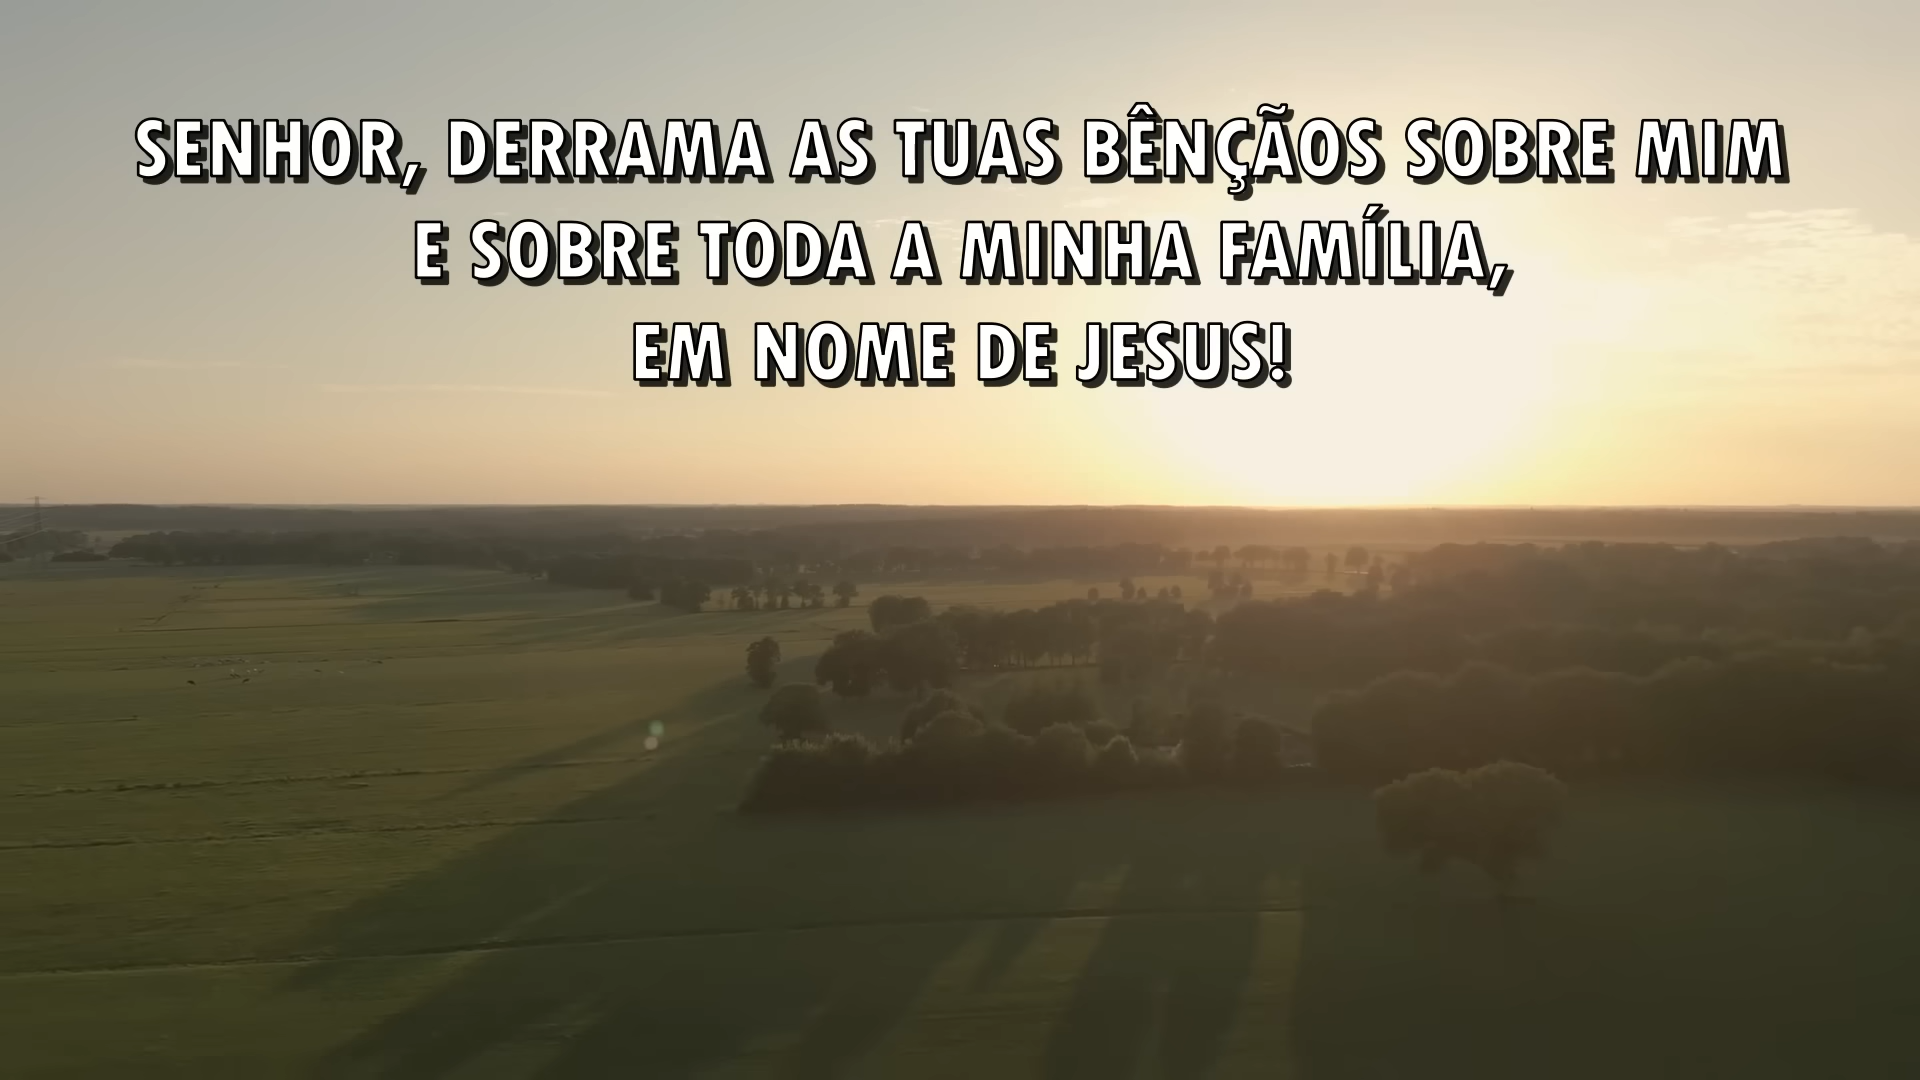 SENHOR, DERRAMA AS TUAS BÊNÇÃOS SOBRE MIM
E SOBRE TODA A MINHA FAMÍLIA,
EM NOME DE JESUS!